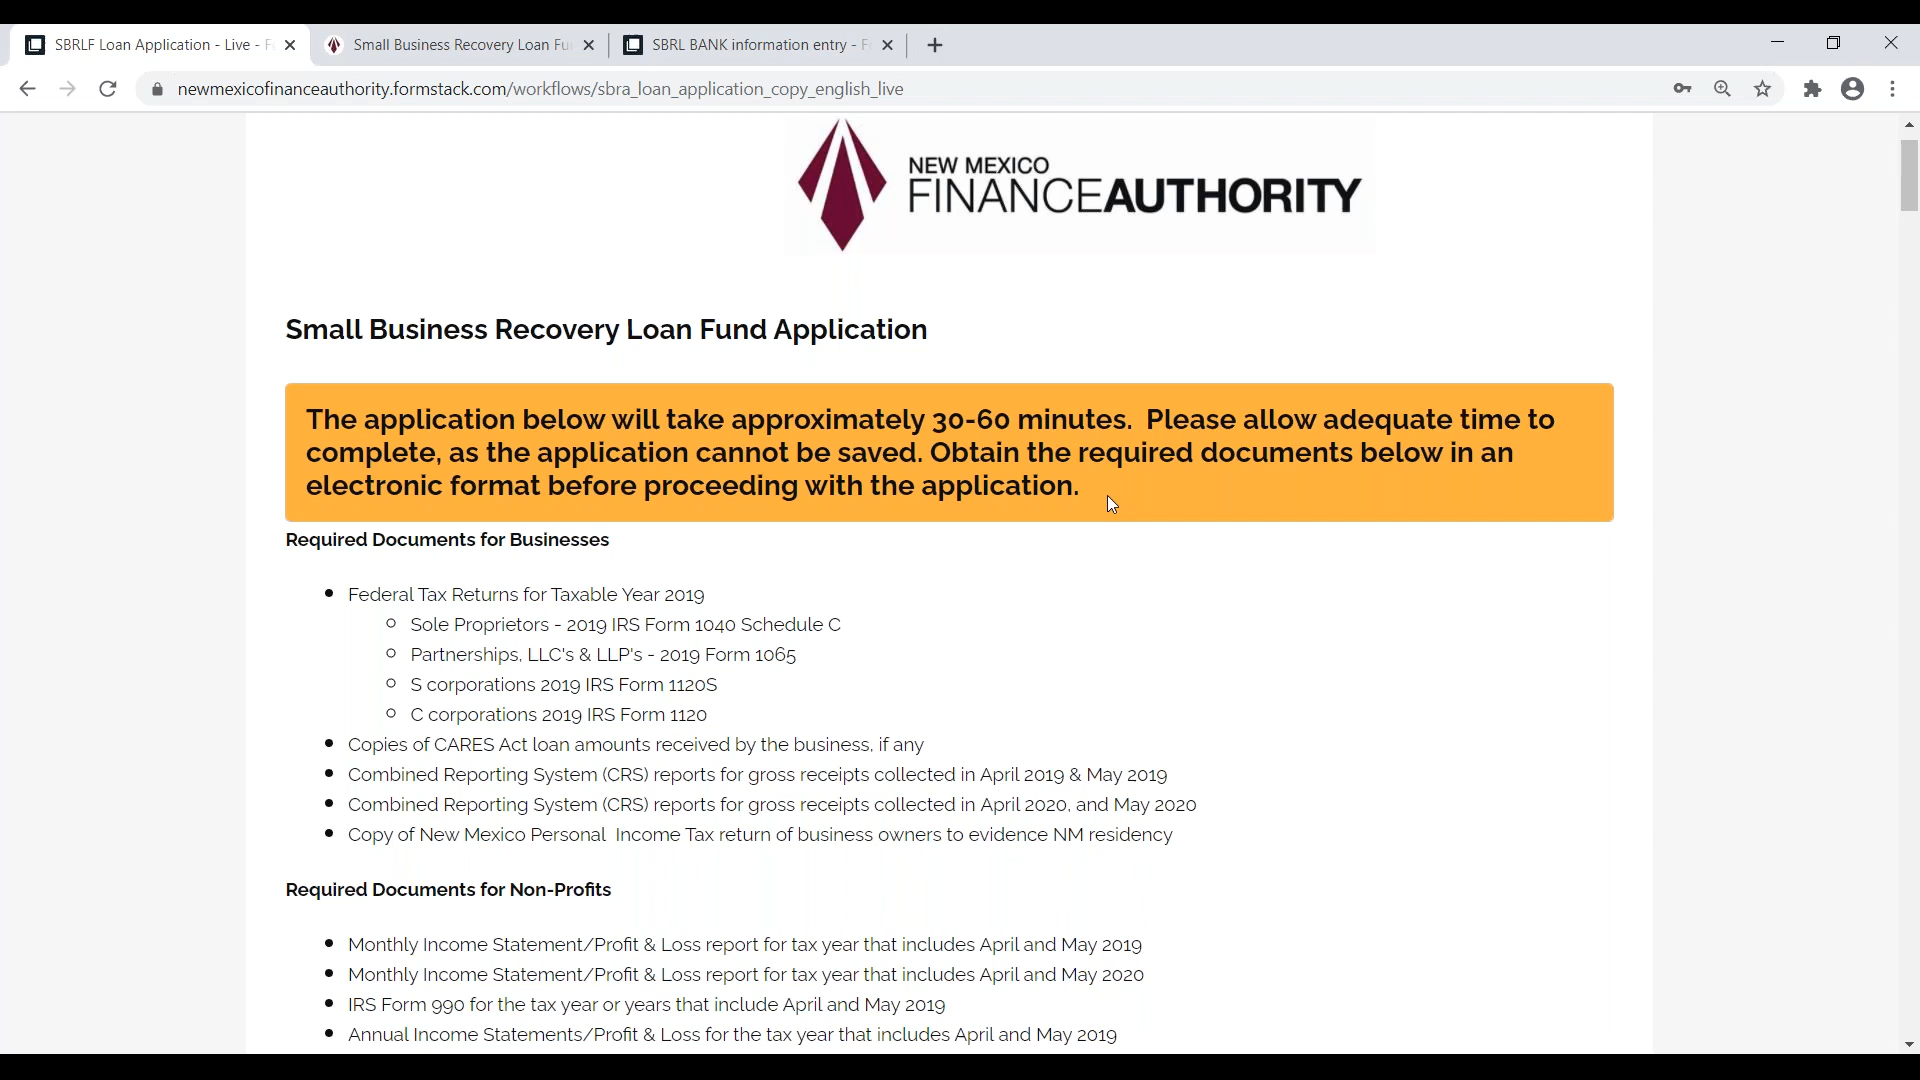 SBRLF Loan Application - Live - F
Small Business Recovery Loan Fu
SBRL BANK information entry - F
newmexicofinanceauthority.formstack.com/workflows/sbra_loan_application_copy_english_live
NEW MEXICO
FINANCEAUTHORITY
Small Business Recovery Loan Fund Application
The application below will take approximately 30-60 minutes.  Please allow adequate time to
complete, as the application cannot be saved. Obtain the required documents below in an
electronic format before proceeding with the application.
Required Documents for Businesses
Federal Tax Returns for Taxable Year 2019
Sole Proprietors - 2019 IRS Form 1040 Schedule C
Partnerships, LLC's & LLP's - 2019 Form 1065
S corporations 2019 IRS Form 1120S
C corporations 2019 IRS Form 1120
Copies of CARES Act loan amounts received by the business, if any
Combined Reporting System (CRS) reports for gross receipts collected in April 2019 & May 2019
Combined Reporting System (CRS) reports for gross receipts collected in April 2020, and May 2020
Copy of New Mexico Personal  Income Tax return of business owners to evidence NM residency
Required Documents for Non-Profits
Monthly Income Statement/Profit & Loss report for tax year that includes April and May 2019
Monthly Income Statement/Profit & Loss report for tax year that includes April and May 2020
IRS Form 990 for the tax year or years that include April and May 2019
Annual Income Statements/Profit & Loss for the tax year that includes April and May 2019